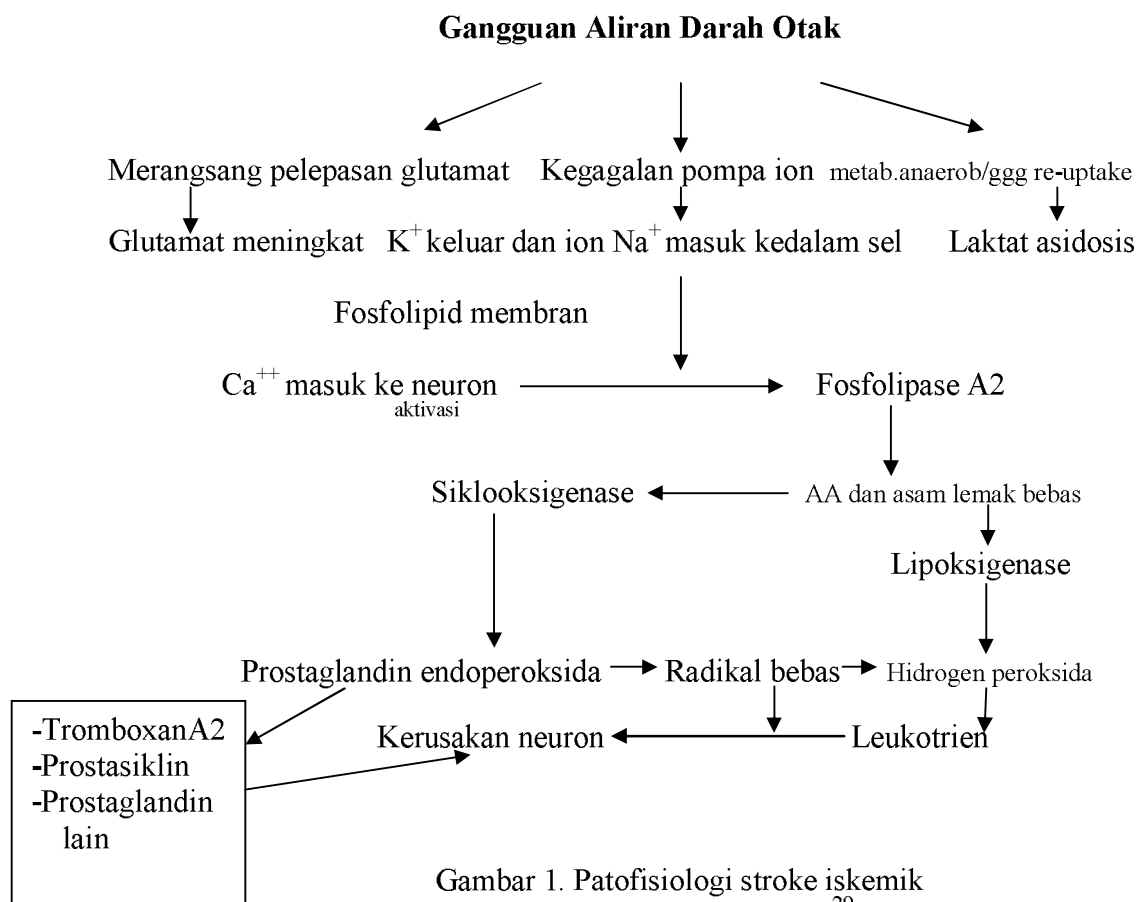 Gangguan Aliran Darah Otak
Merangsang pelepasan glutamat Kegagalan pompa ion metab.anaerob/ggg re-uptake
Glutamat meningkat K⁺ keluar dan ion Na⁺ masuk kedalam sel Laktat asidosis
Fosfolipid membran
Ca⁺⁺ masuk ke neuron Fosfolipase A2
aktivasi
Siklooksigenase AA dan asam lemak bebas
Lipoksigenase
Prostaglandin endoperoksida Radikal bebas Hidrogen peroksida
-TromboxanA2 Kerusakan neuron Leukotrien
-Prostasiklin
-Prostaglandin
lain
Gambar 1. Patofisiologi stroke iskemik